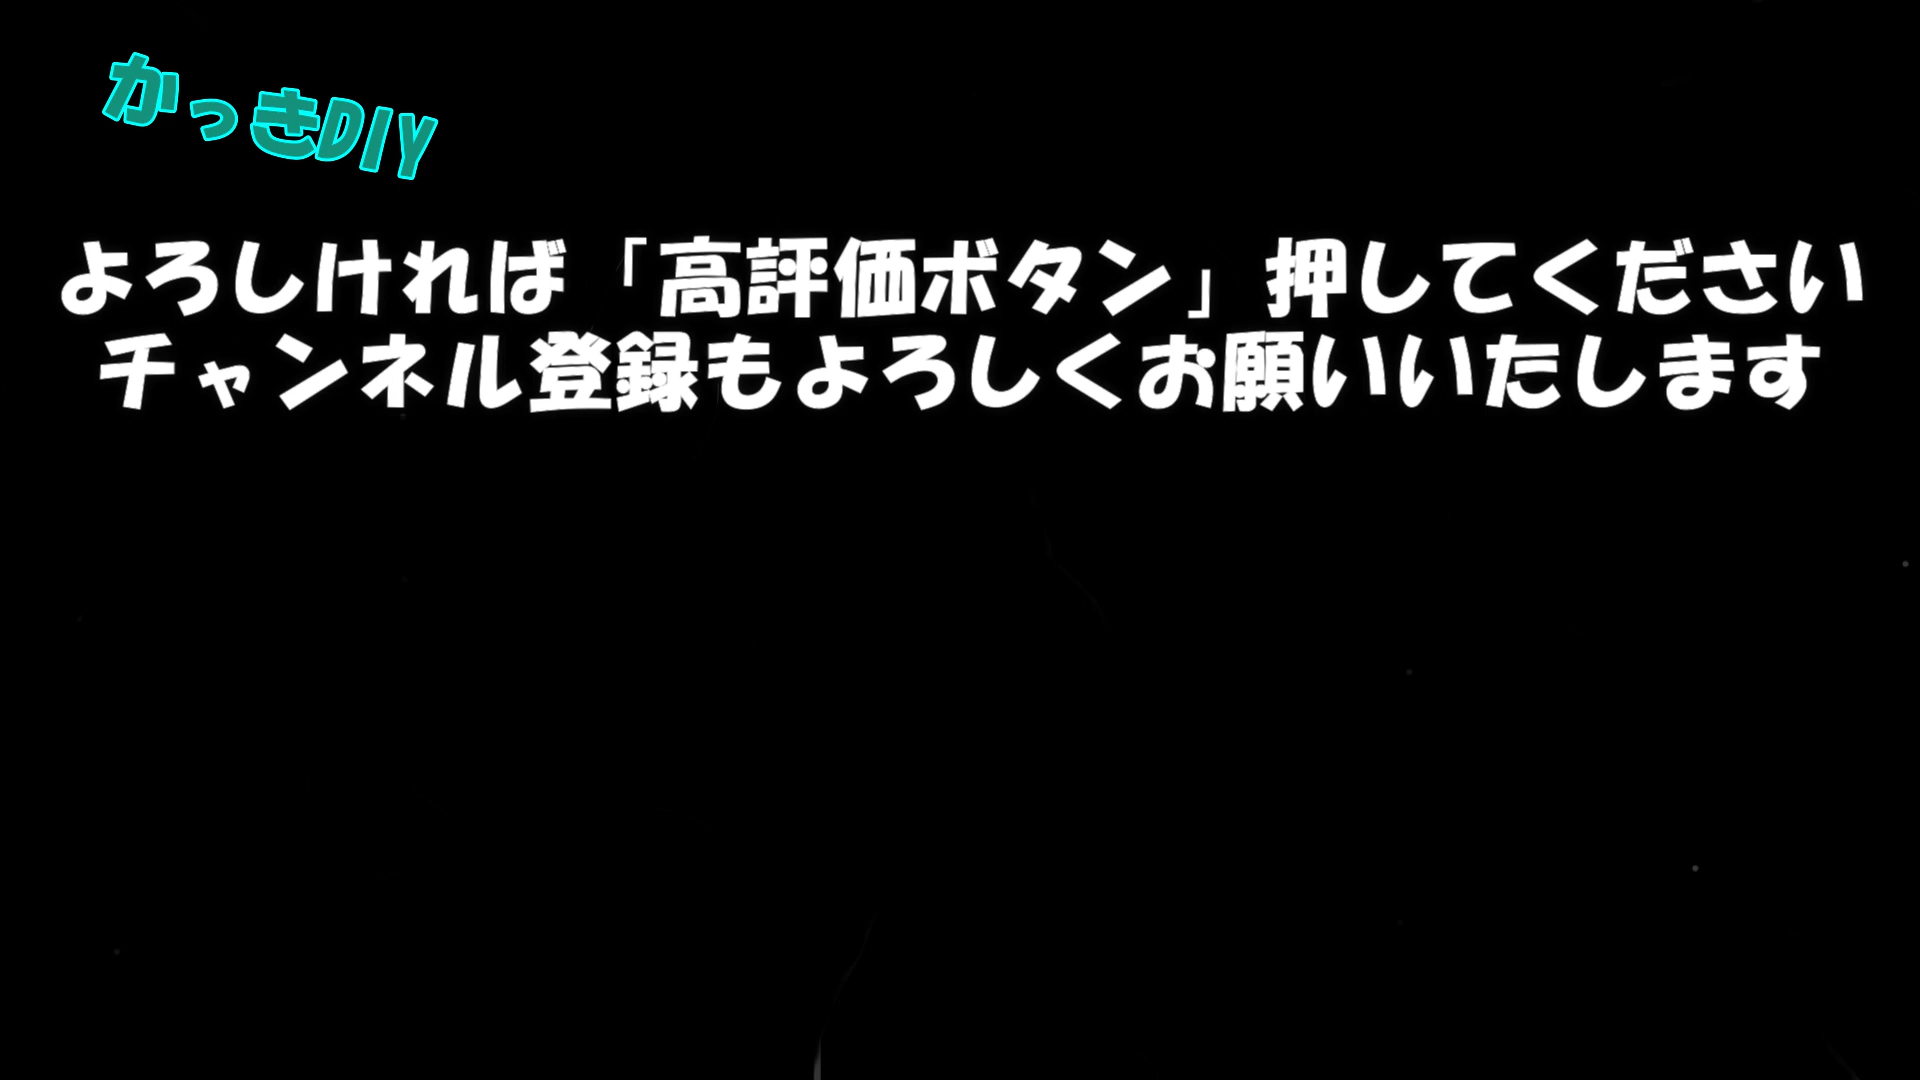 かっきDIY
よろしければ「高評価ボタン」押してください
チャンネル登録もよろしくお願いいたします